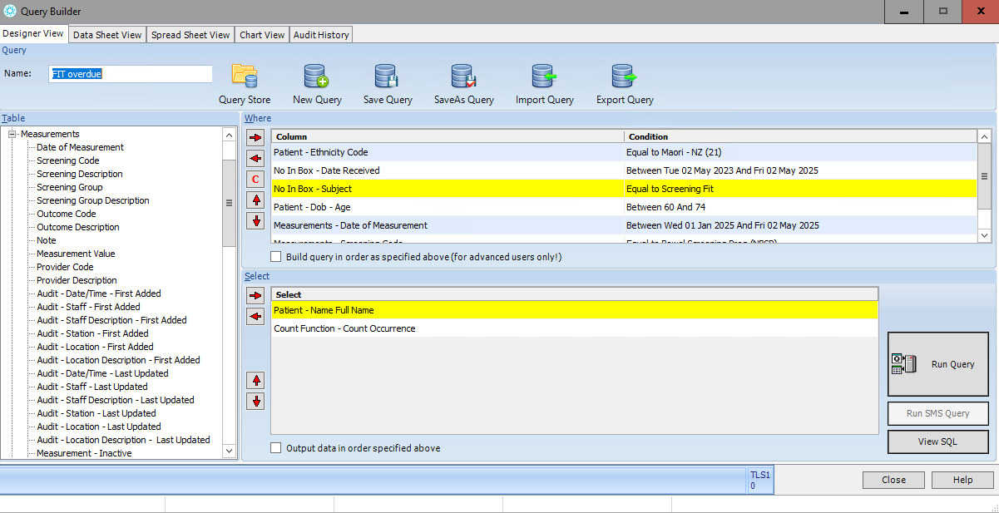 Query Builder
Designer View Data Sheet View Spread Sheet View Chart View Audit History
Query
Name: FIT overdue
Query Store New Query Save Query SaveAs Query Import Query Export Query
Table
Measurements
Date of Measurement
Screening Code
Screening Description
Screening Group
Screening Group Description
Outcome Code
Outcome Description
Note
Measurement Value
Provider Code
Provider Description
Audit - Date/Time - First Added
Audit - Staff - First Added
Audit - Staff Description - First Added
Audit - Station - First Added
Audit - Location - First Added
Audit - Location Description - First Added
Audit - Date/Time - Last Updated
Audit - Staff - Last Updated
Audit - Staff Description - Last Updated
Audit - Station - Last Updated
Audit - Location - Last Updated
Audit - Location Description - Last Updated
Measurement - Inactive
Where
C
Column Condition
Patient - Ethnicity Code Equal to Maori - NZ (21)
No In Box - Date Received Between Tue 02 May 2023 And Fri 02 May 2025
No In Box - Subject Equal to Screening Fit
Patient - Dob - Age Between 60 And 74
Measurements - Date of Measurement Between Wed 01 Jan 2025 And Fri 02 May 2025
Measurements - Screening Code Equal to Bowel Screening Prog (NBSP)
Build query in order as specified above (for advanced users only!)
Select
Select
Patient - Name Full Name
Count Function - Count Occurrence
Output data in order specified above
Run Query
Run SMS Query
View SQL
TLS1
0
Close Help